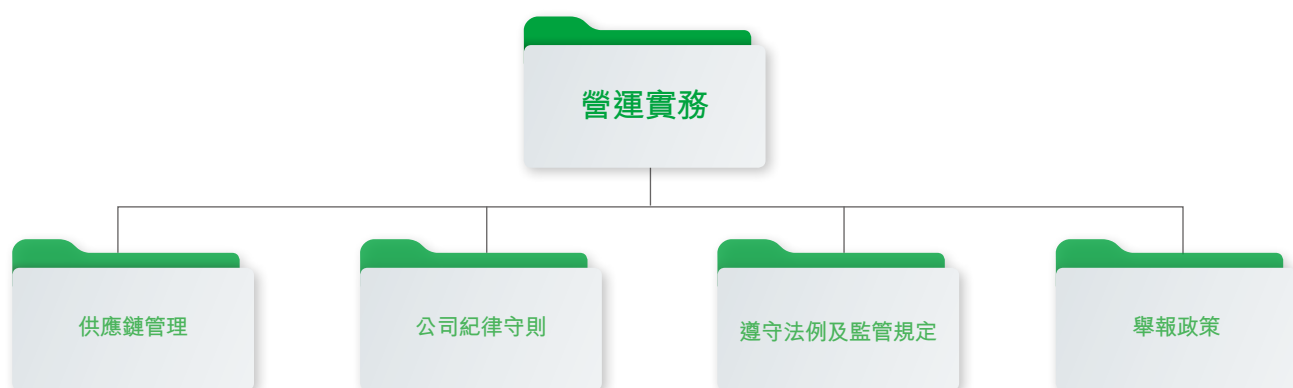 營運實務
供應鏈管理
公司紀律守則
遵守法例及監管規定
舉報政策